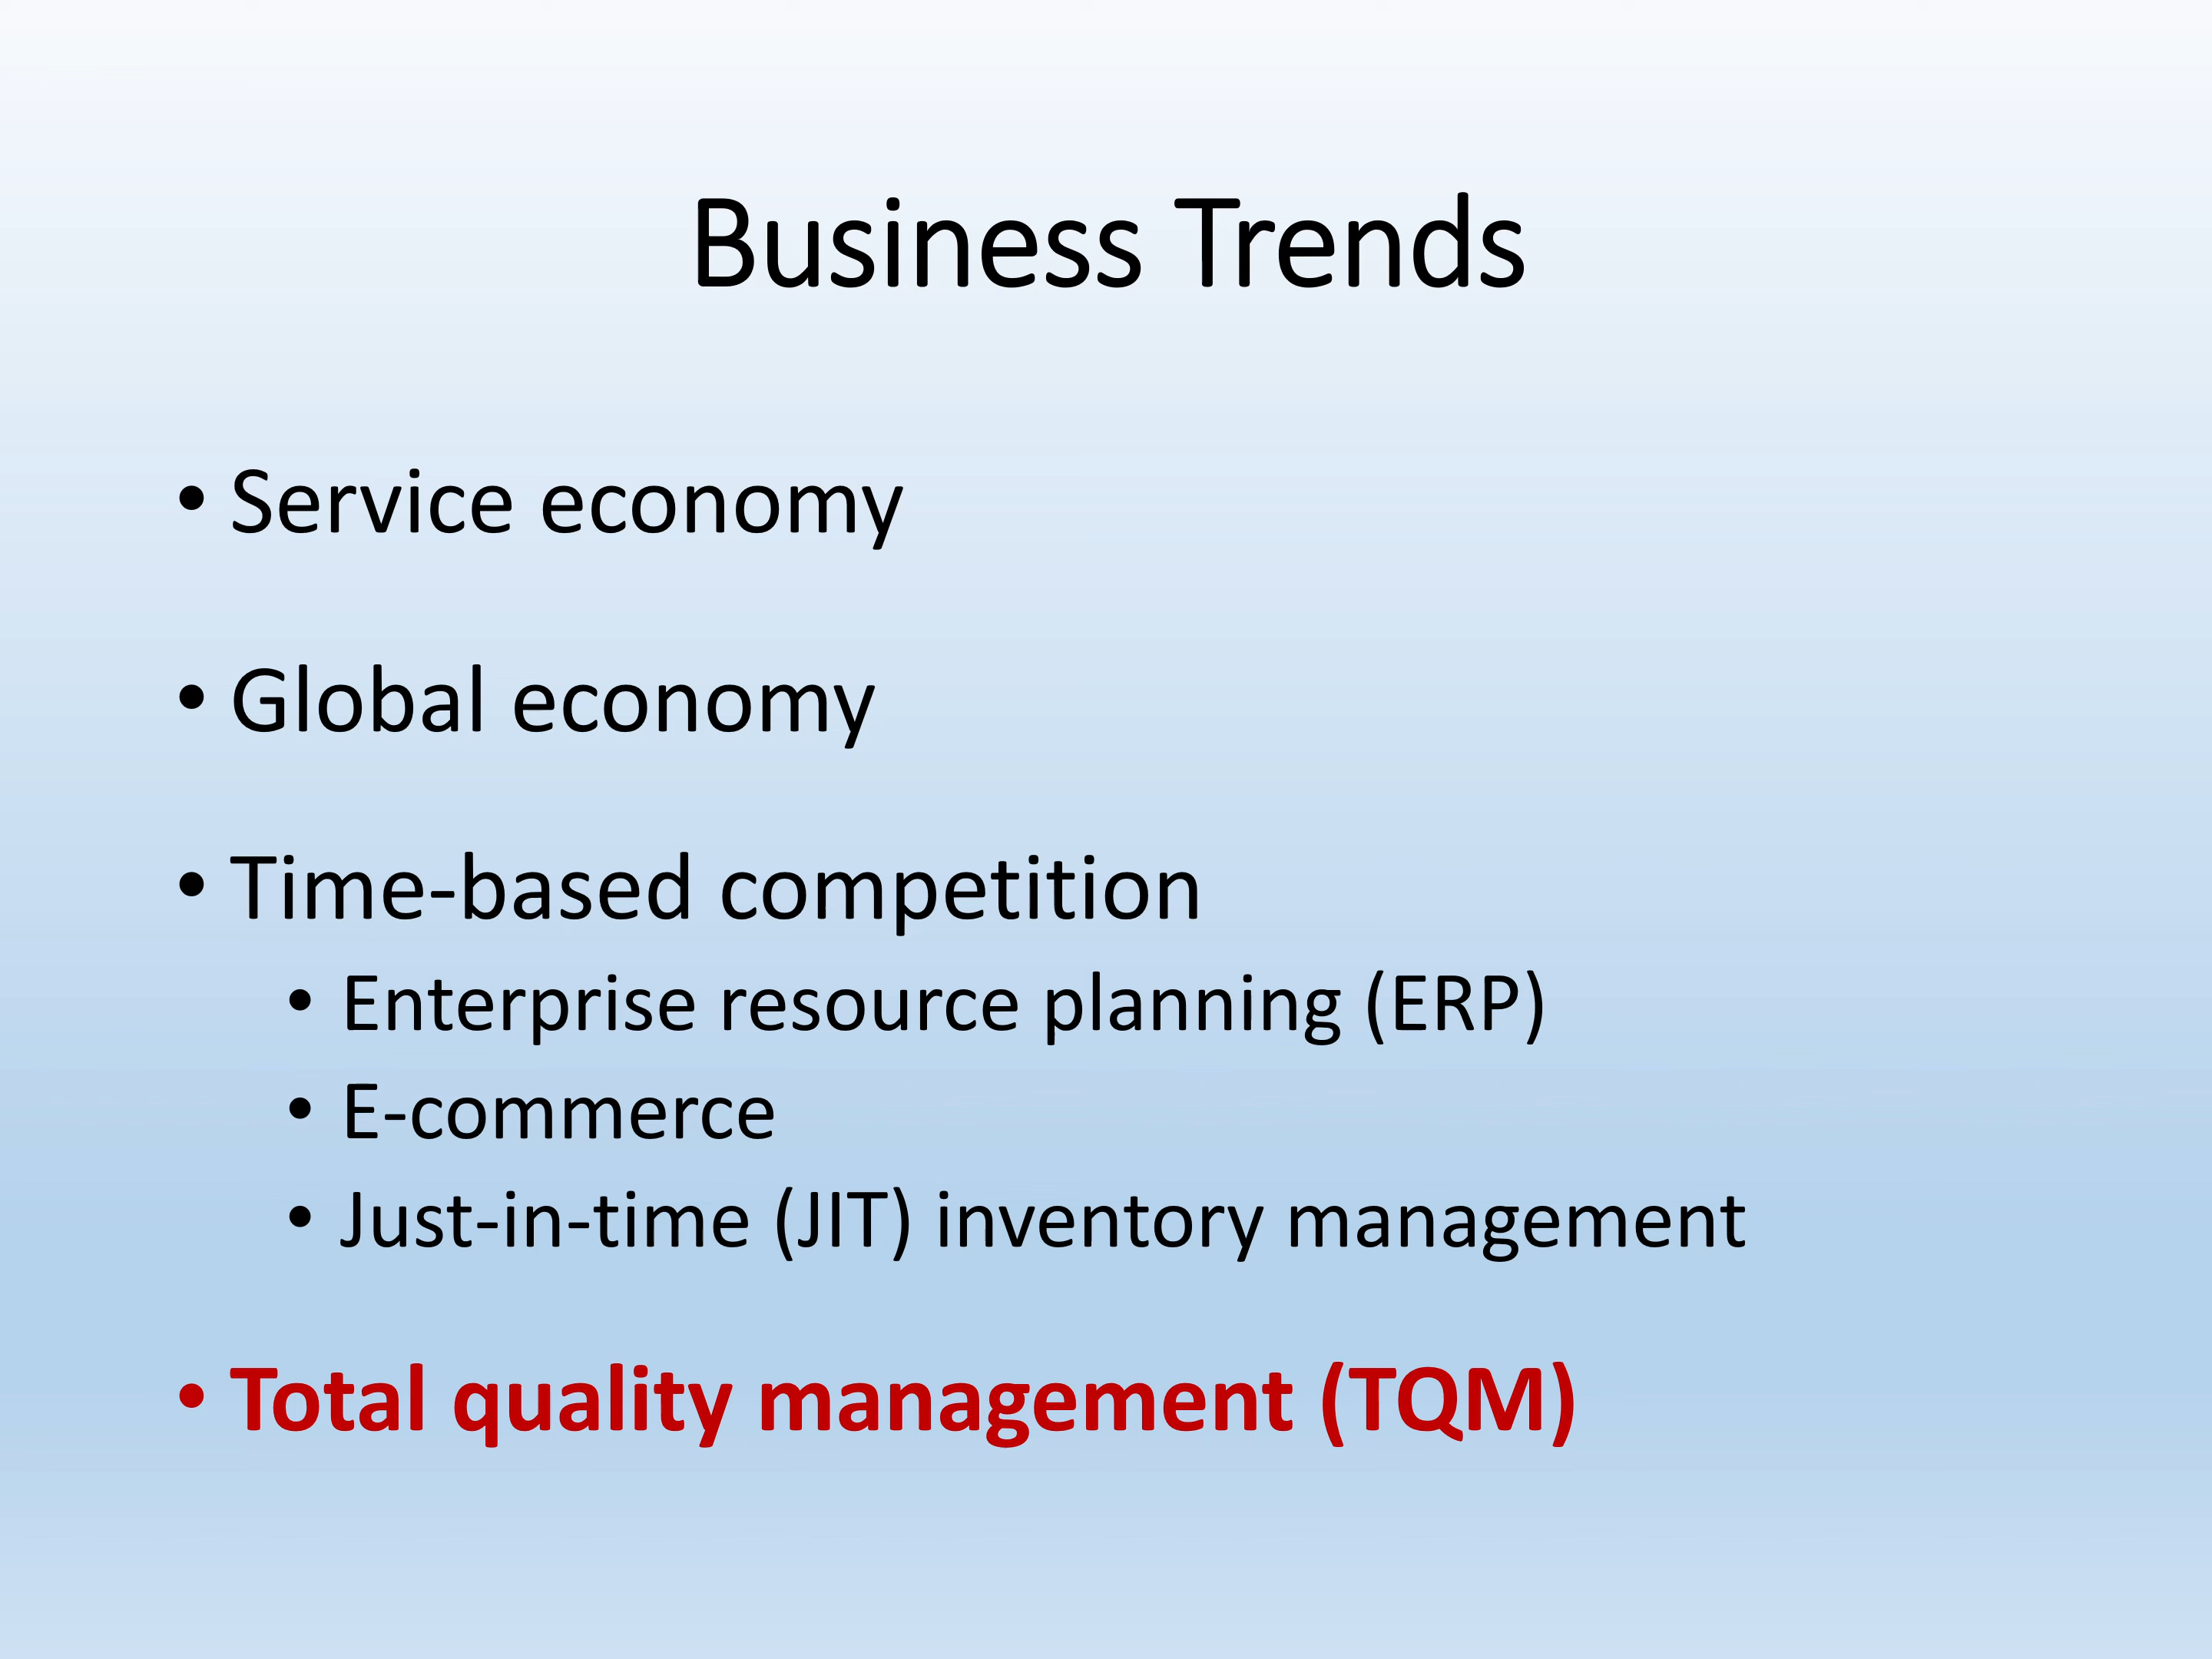 Business Trends
• Service economy
• Global economy
• Time-based competition
• Enterprise resource planning (ERP)
• E-commerce
• Just-in-time (JIT) inventory management
• Total quality management (TQM)